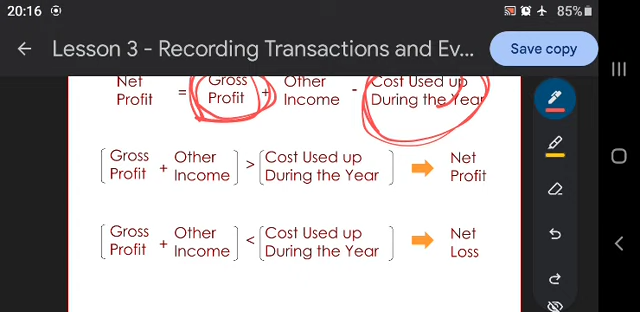 20:16 85%
Lesson 3 - Recording Transactions and Ev... Save copy
Net Profit = Gross Profit + Other Income - Cost Used up During the Year
[Gross Profit + Other Income] > [Cost Used up During the Year] Net Profit
[Gross Profit + Other Income] < [Cost Used up During the Year] Net Loss